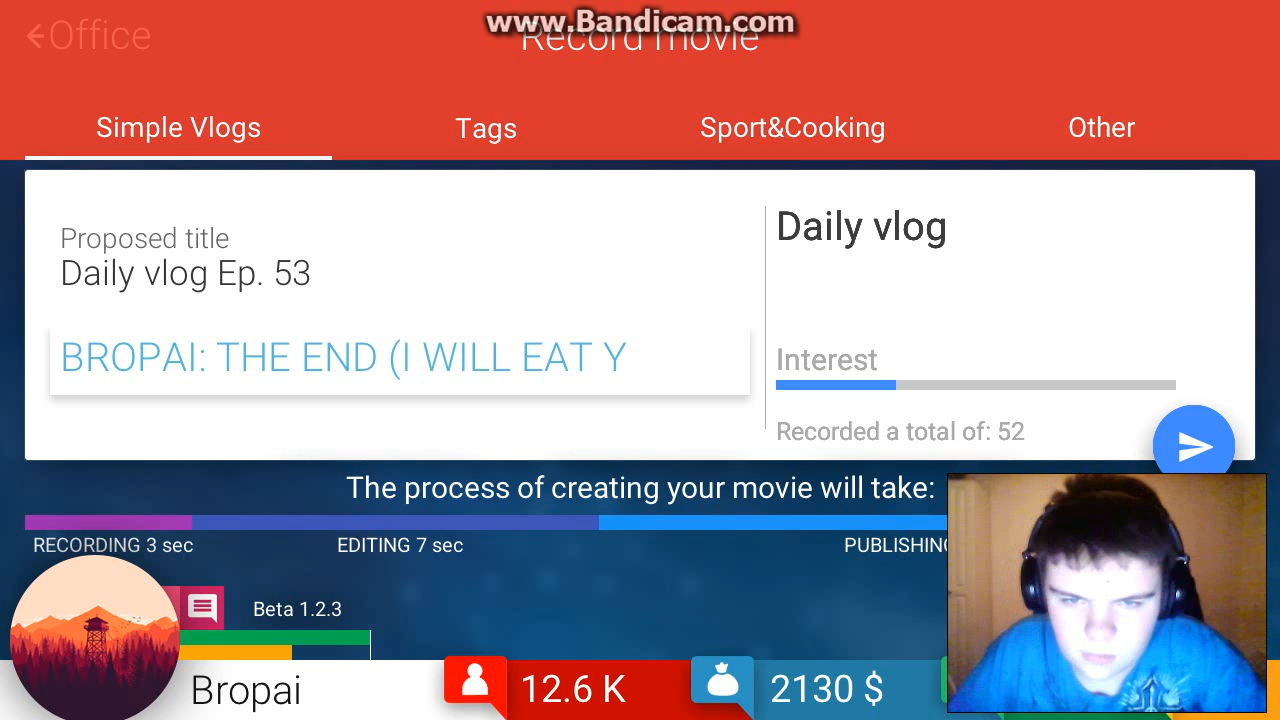 www.Bandicam.com
Office
Record movie
Simple Vlogs
Tags
Sport&Cooking
Other
Proposed title
Daily vlog Ep. 53
BROPAI: THE END (I WILL EAT Y
Daily vlog
Interest
Recorded a total of: 52
The process of creating your movie will take:
RECORDING 3 sec
EDITING 7 sec
PUBLISHING
Beta 1.2.3
Bropai
12.6 K
2130 $